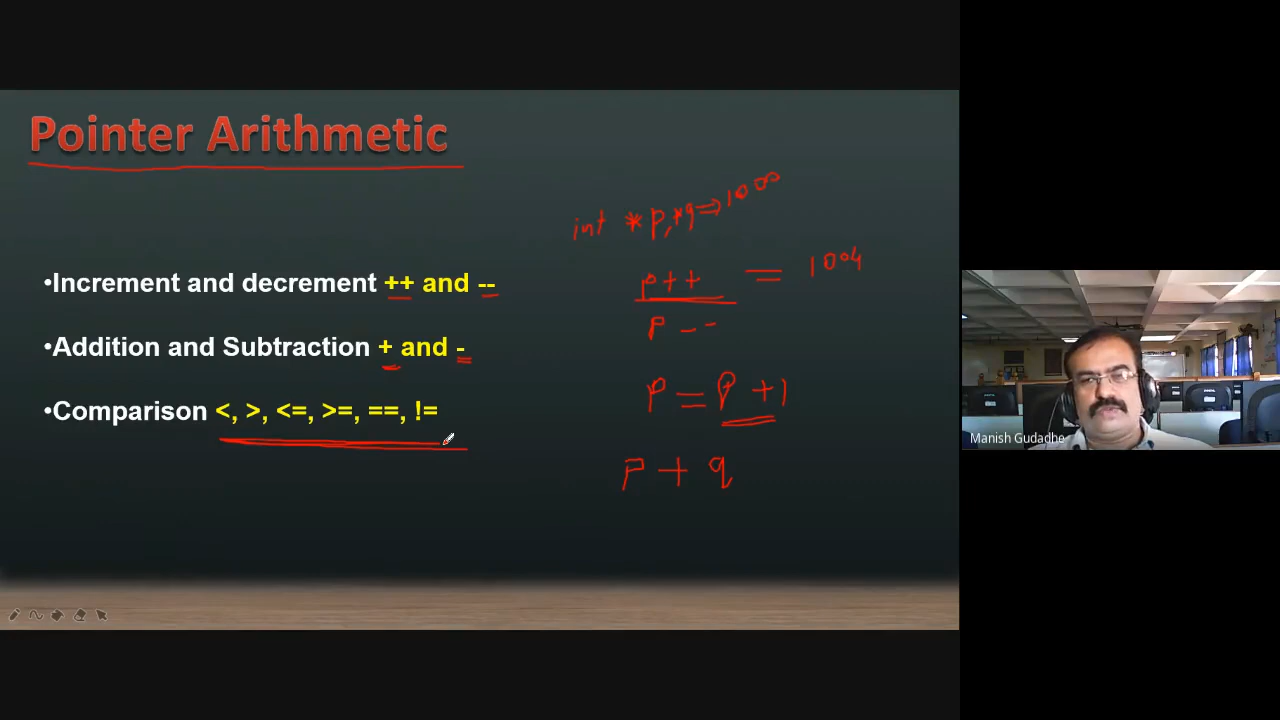 Pointer Arithmetic
int *p,*q⇒1000
•Increment and decrement ++ and --
p++ = 1004
p--
•Addition and Subtraction + and -
p=p+1
•Comparison <, >, <=, >=, ==, !=
p+q
Manish Gudadhe